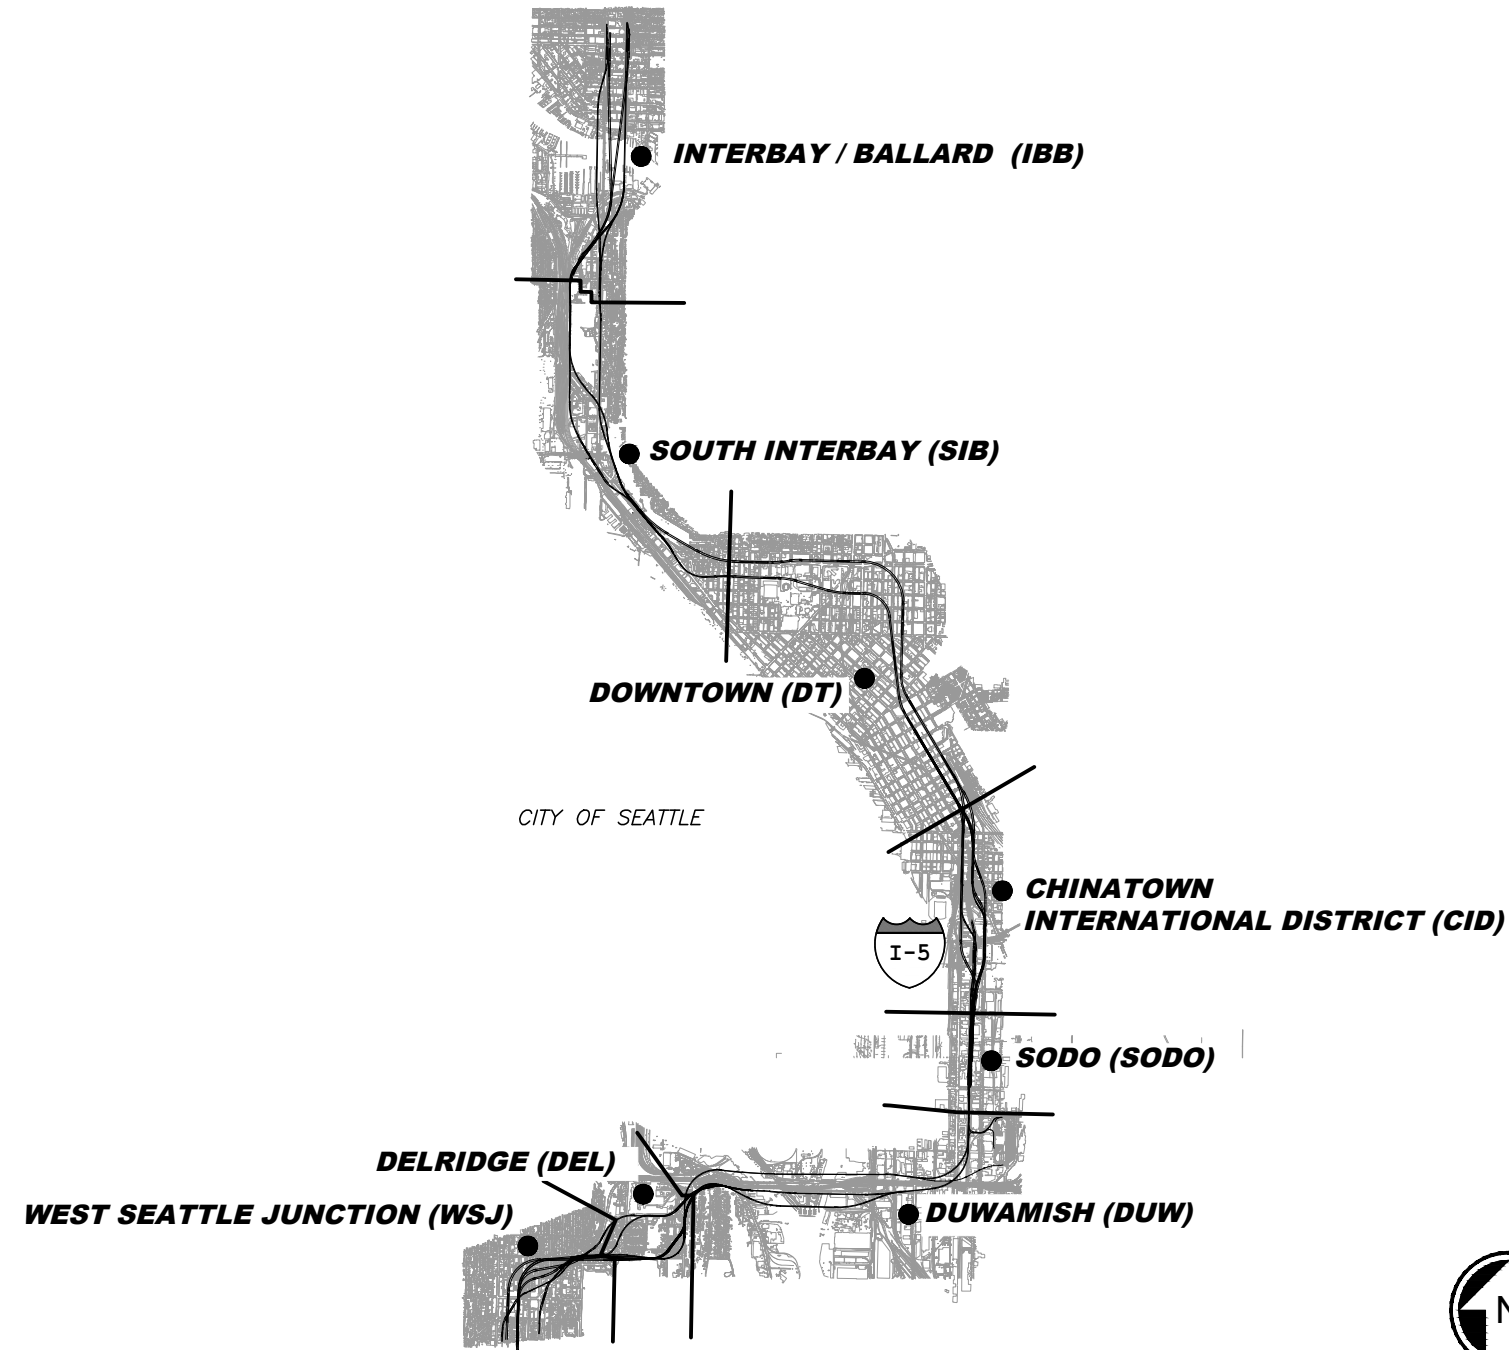 INTERBAY / BALLARD (IBB)
SOUTH INTERBAY (SIB)
DOWNTOWN (DT)
CITY OF SEATTLE
CHINATOWN
INTERNATIONAL DISTRICT (CID)
I-5
SODO (SODO)
DELRIDGE (DEL)
WEST SEATTLE JUNCTION (WSJ)
DUWAMISH (DUW)
N